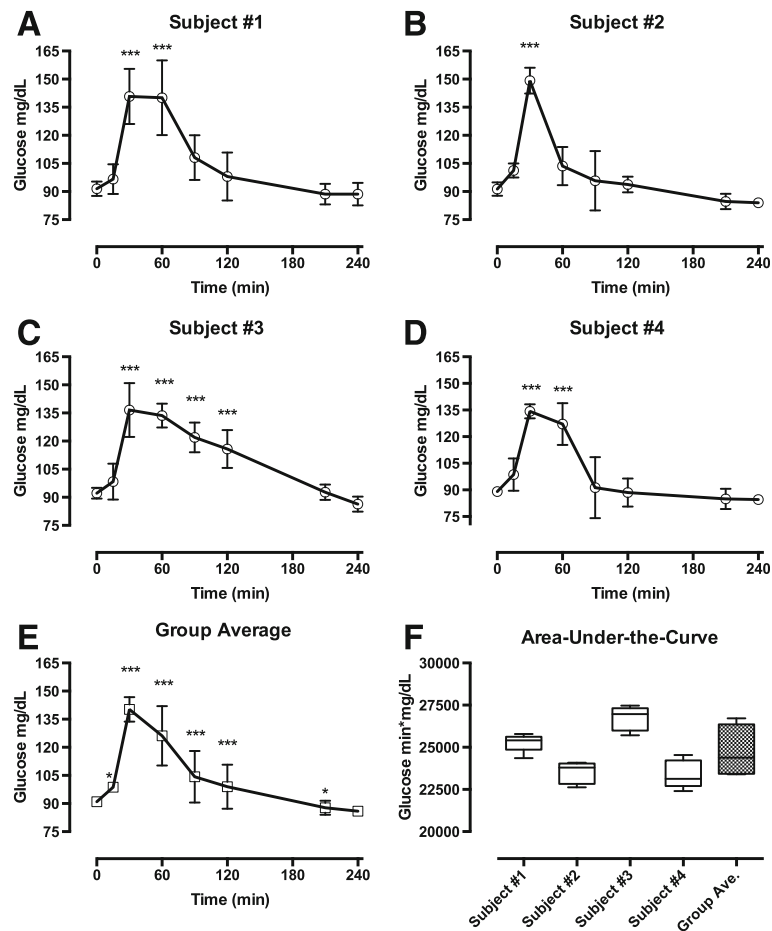 A
Subject #1
165
150
135
120
105
90
75
Glucose mg/dL
***
***
0
60
120
180
240
Time (min)
B
Subject #2
165
150
135
120
105
90
75
Glucose mg/dL
***
0
60
120
180
240
Time (min)
C
Subject #3
165
150
135
120
105
90
75
Glucose mg/dL
***
***
***
***
0
60
120
180
240
Time (min)
D
Subject #4
165
150
135
120
105
90
75
Glucose mg/dL
***
***
0
60
120
180
240
Time (min)
E
Group Average
165
150
135
120
105
90
75
Glucose mg/dL
*
***
***
***
***
*
0
60
120
180
240
Time (min)
F
Area-Under-the-Curve
30000
27500
25000
22500
20000
Glucose min*mg/dL
Subject #1
Subject #2
Subject #3
Subject #4
Group Ave.